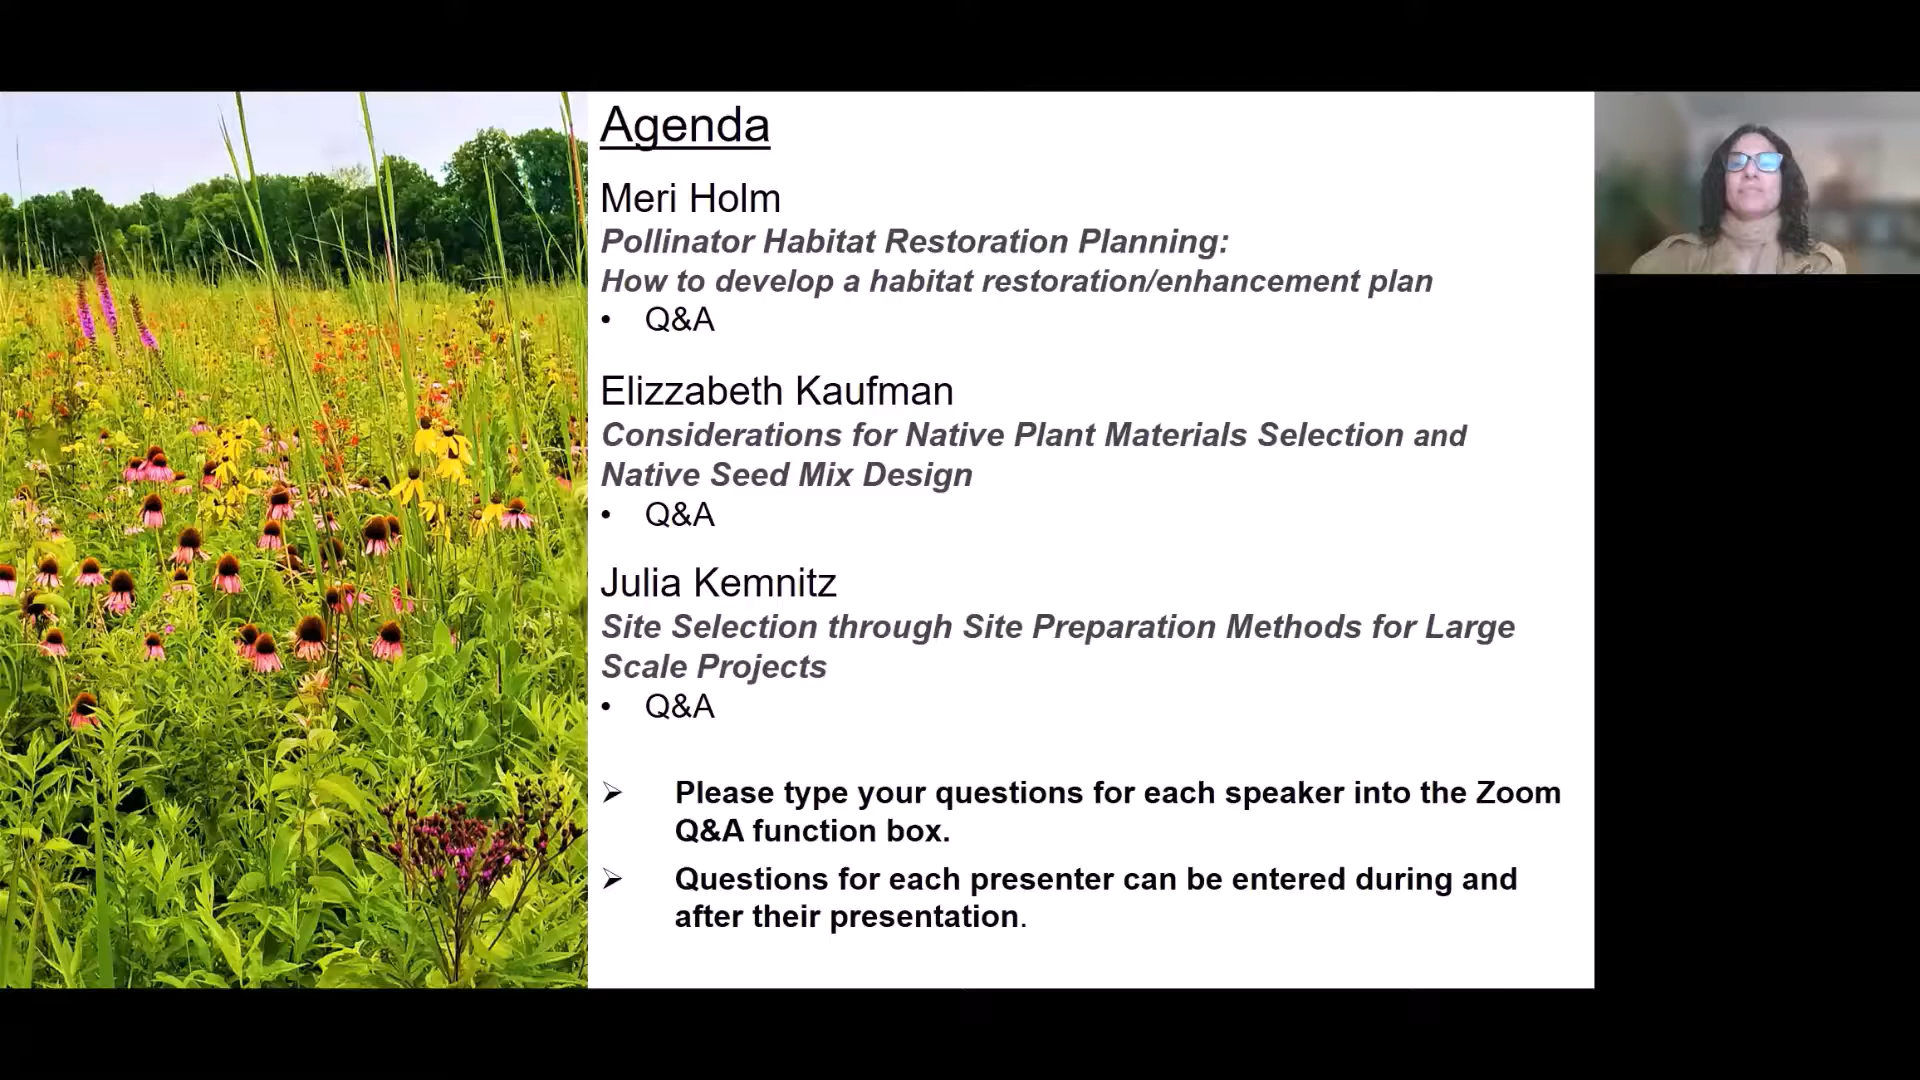 Agenda
Meri Holm
Pollinator Habitat Restoration Planning:
How to develop a habitat restoration/enhancement plan
• Q&A
Elizzabeth Kaufman
Considerations for Native Plant Materials Selection and
Native Seed Mix Design
• Q&A
Julia Kemnitz
Site Selection through Site Preparation Methods for Large
Scale Projects
• Q&A
➢ Please type your questions for each speaker into the Zoom
Q&A function box.
➢ Questions for each presenter can be entered during and
after their presentation.